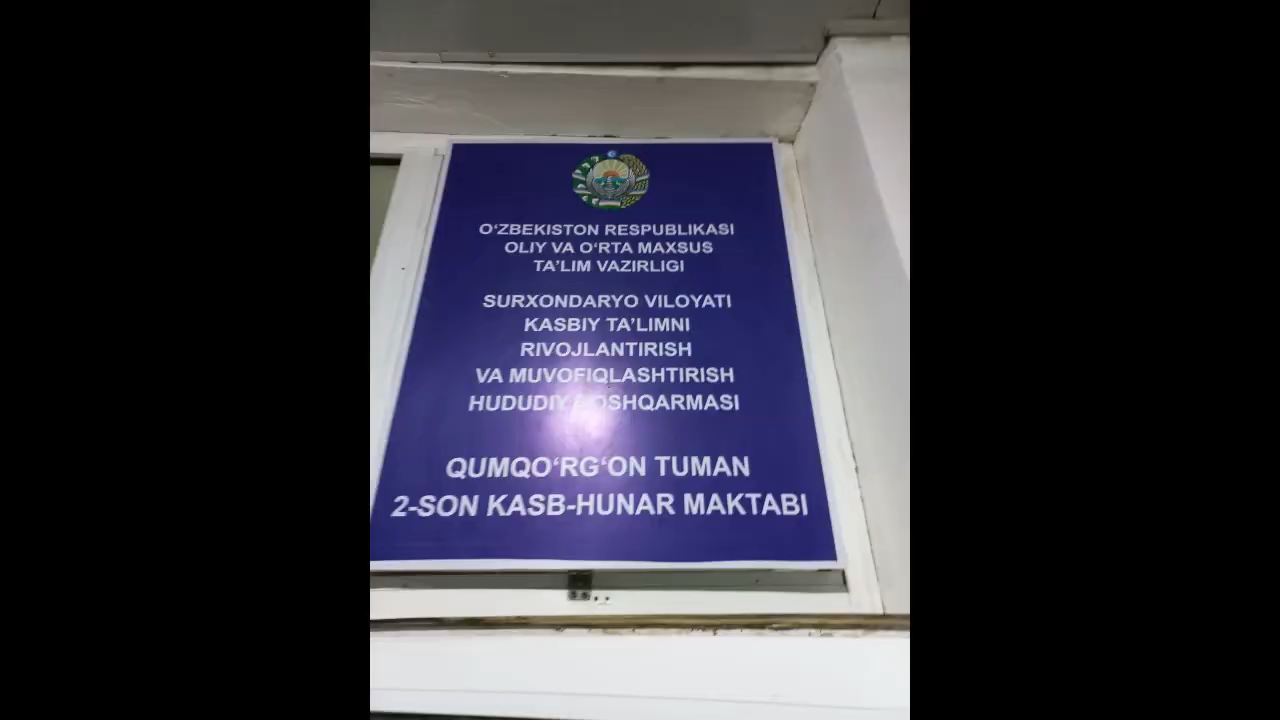 O‘ZBEKISTON RESPUBLIKASI
OLIY VA O‘RTA MAXSUS
TA’LIM VAZIRLIGI
SURXONDARYO VILOYATI
KASBIY TA’LIMNI
RIVOJLANTIRISH
VA MUVOFIQLASHTIRISH
HUDUDIY BOSHQARMASI
QUMQO‘RG‘ON TUMAN
2-SON KASB-HUNAR MAKTABI